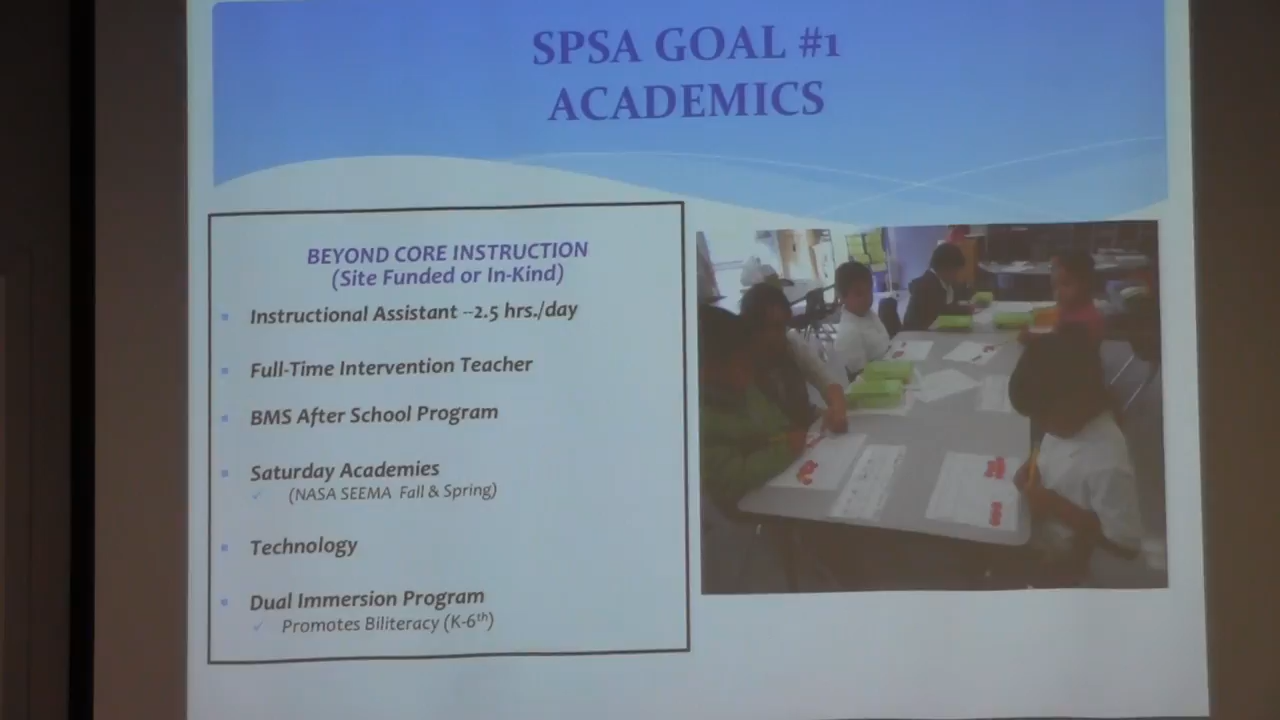 SPSA GOAL #1
ACADEMICS
BEYOND CORE INSTRUCTION
(Site Funded or In-Kind)
Instructional Assistant --2.5 hrs./day
Full-Time Intervention Teacher
BMS After School Program
Saturday Academies
(NASA SEEMA Fall & Spring)
Technology
Dual Immersion Program
Promotes Biliteracy (K-6th)